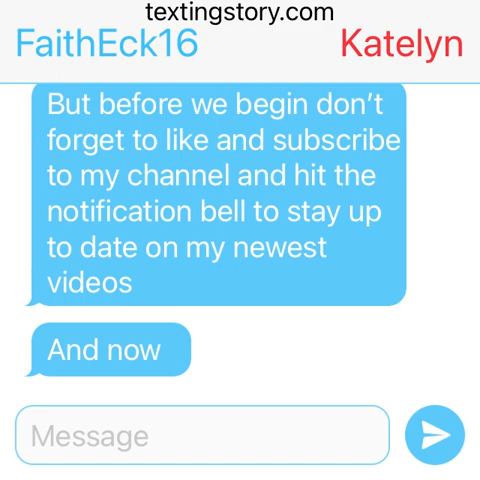 textingstory.com
FaithEck16 Katelyn
But before we begin don’t
forget to like and subscribe
to my channel and hit the
notification bell to stay up
to date on my newest
videos
And now
Message